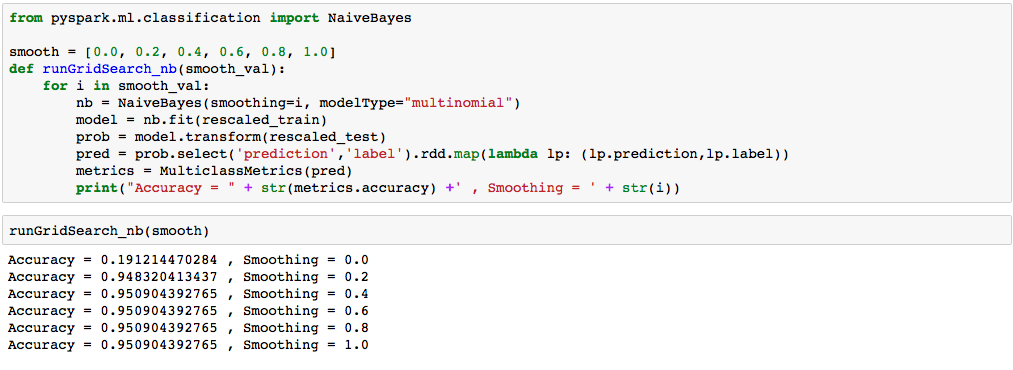 from pyspark.ml.classification import NaiveBayes
smooth = [0.0, 0.2, 0.4, 0.6, 0.8, 1.0]
def runGridSearch_nb(smooth_val):
    for i in smooth_val:
        nb = NaiveBayes(smoothing=i, modelType="multinomial")
        model = nb.fit(rescaled_train)
        prob = model.transform(rescaled_test)
        pred = prob.select('prediction','label').rdd.map(lambda lp: (lp.prediction,lp.label))
        metrics = MulticlassMetrics(pred)
        print("Accuracy = " + str(metrics.accuracy) +' , Smoothing = ' + str(i))
runGridSearch_nb(smooth)
Accuracy = 0.191214470284 , Smoothing = 0.0
Accuracy = 0.948320413437 , Smoothing = 0.2
Accuracy = 0.950904392765 , Smoothing = 0.4
Accuracy = 0.950904392765 , Smoothing = 0.6
Accuracy = 0.950904392765 , Smoothing = 0.8
Accuracy = 0.950904392765 , Smoothing = 1.0